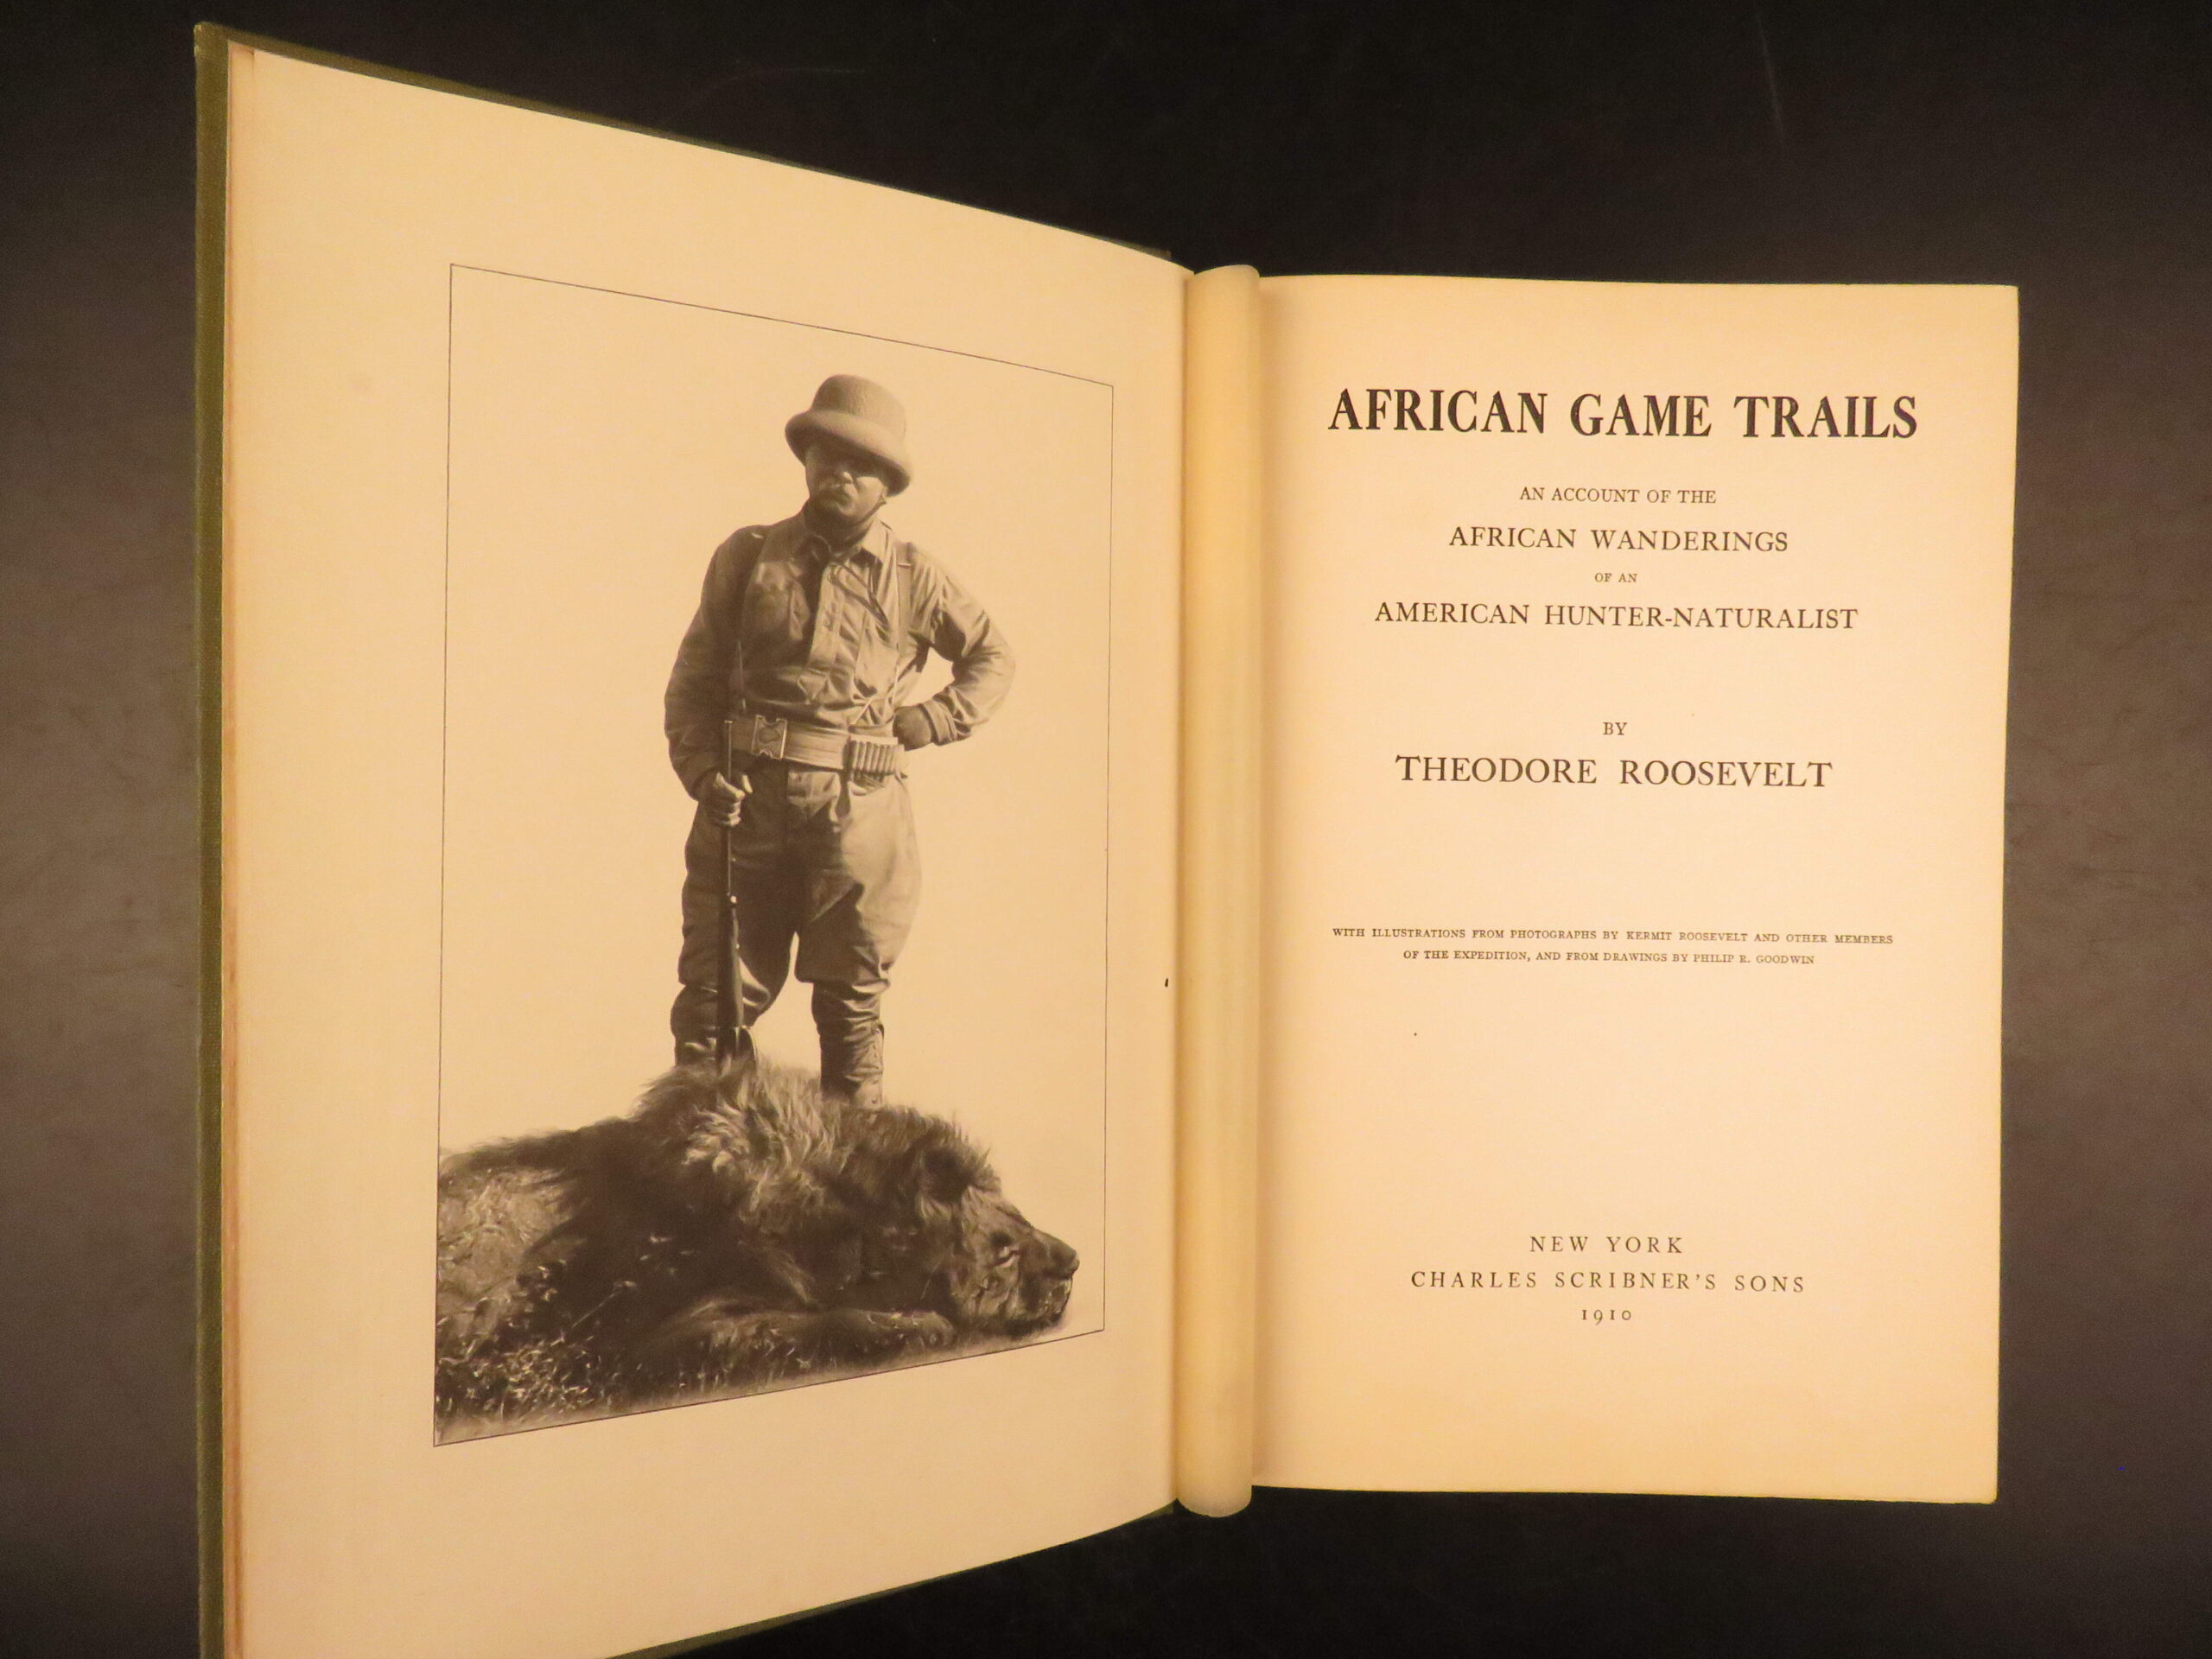 AFRICAN GAME TRAILS
AN ACCOUNT OF THE
AFRICAN WANDERINGS
OF AN
AMERICAN HUNTER-NATURALIST
BY
THEODORE ROOSEVELT
WITH ILLUSTRATIONS FROM PHOTOGRAPHS BY KERMIT ROOSEVELT AND OTHER MEMBERS
OF THE EXPEDITION, AND FROM DRAWINGS BY PHILIP R. GOODWIN
NEW YORK
CHARLES SCRIBNER'S SONS
1910